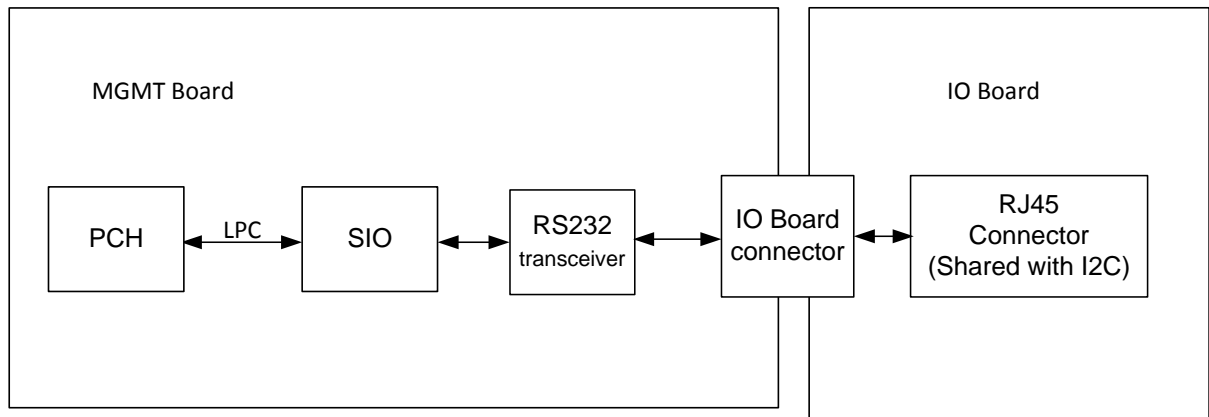 MGMT Board
IO Board
PCH
LPC
SIO
RS232
transceiver
IO Board
connector
RJ45
Connector
(Shared with I2C)